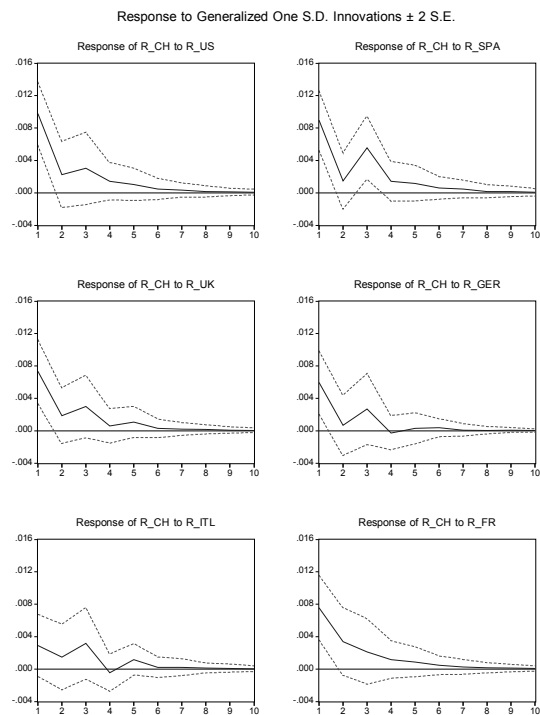 Response to Generalized One S.D. Innovations ± 2 S.E.
Response of R_CH to R_US
.016
.012
.008
.004
.000
-.004
1 2 3 4 5 6 7 8 9 10
Response of R_CH to R_SPA
.016
.012
.008
.004
.000
-.004
1 2 3 4 5 6 7 8 9 10
Response of R_CH to R_UK
.016
.012
.008
.004
.000
-.004
1 2 3 4 5 6 7 8 9 10
Response of R_CH to R_GER
.016
.012
.008
.004
.000
-.004
1 2 3 4 5 6 7 8 9 10
Response of R_CH to R_ITL
.016
.012
.008
.004
.000
-.004
1 2 3 4 5 6 7 8 9 10
Response of R_CH to R_FR
.016
.012
.008
.004
.000
-.004
1 2 3 4 5 6 7 8 9 10